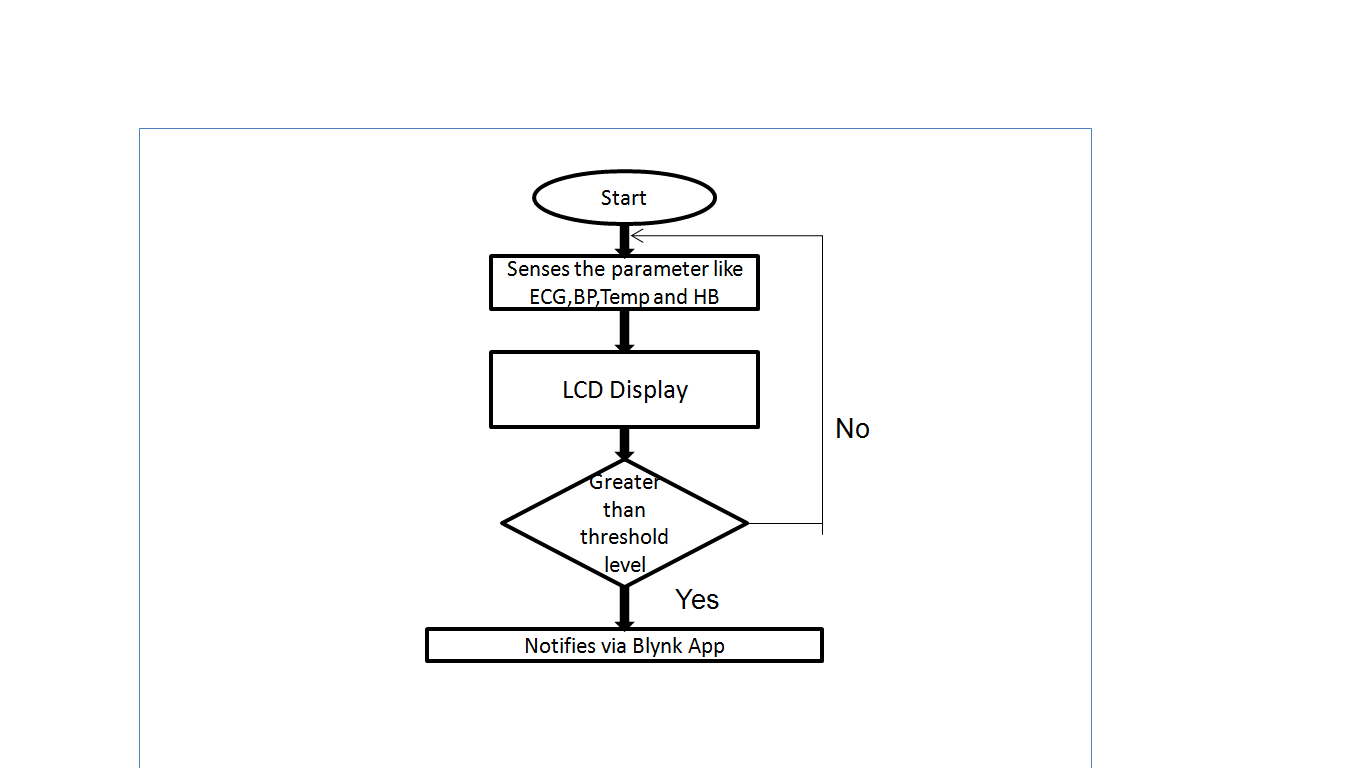 Start
Senses the parameter like
ECG,BP,Temp and HB
LCD Display
No
Greater
than
threshold
level
Yes
Notifies via Blynk App